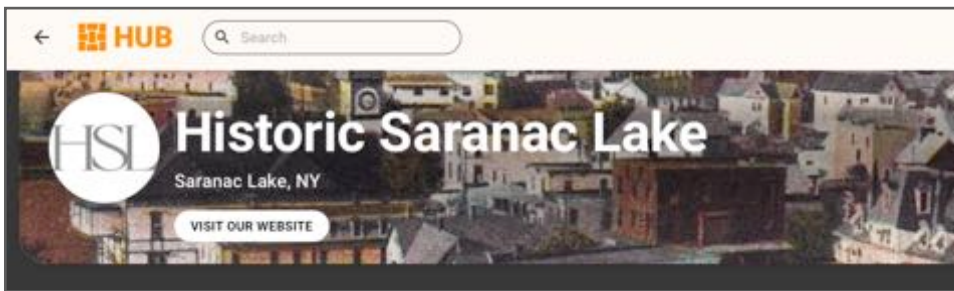 HUB
Search
HSL
Historic Saranac Lake
Saranac Lake, NY
VISIT OUR WEBSITE